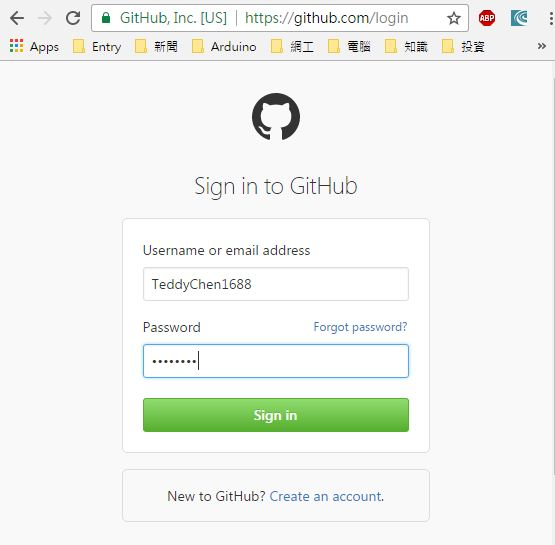 GitHub, Inc. [US] | https://github.com/login
Apps Entry 新聞 Arduino 網工 電腦 知識 投資 »
ABP
Sign in to GitHub
Username or email address
TeddyChen1688
Password Forgot password?
••••••••
Sign in
New to GitHub? Create an account.